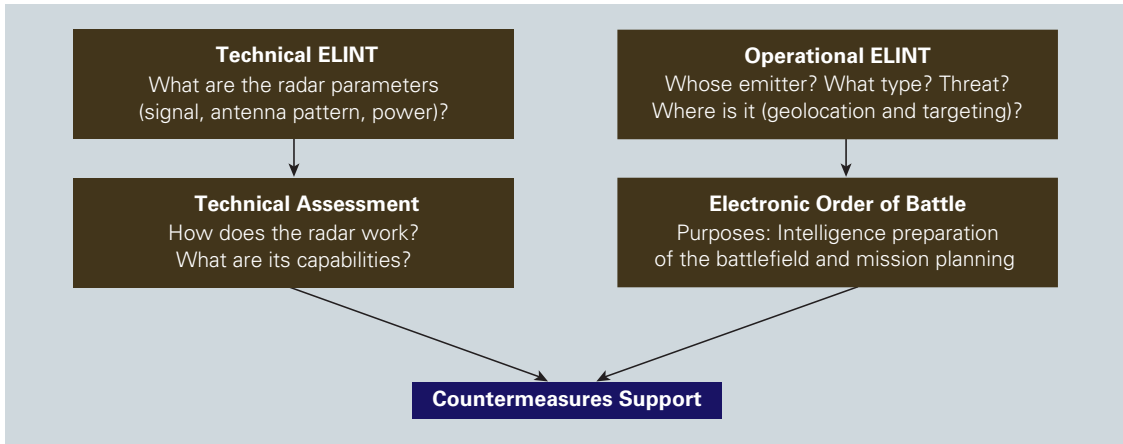 Technical ELINT
What are the radar parameters
(signal, antenna pattern, power)?
Operational ELINT
Whose emitter? What type? Threat?
Where is it (geolocation and targeting)?
Technical Assessment
How does the radar work?
What are its capabilities?
Electronic Order of Battle
Purposes: Intelligence preparation
of the battlefield and mission planning
Countermeasures Support